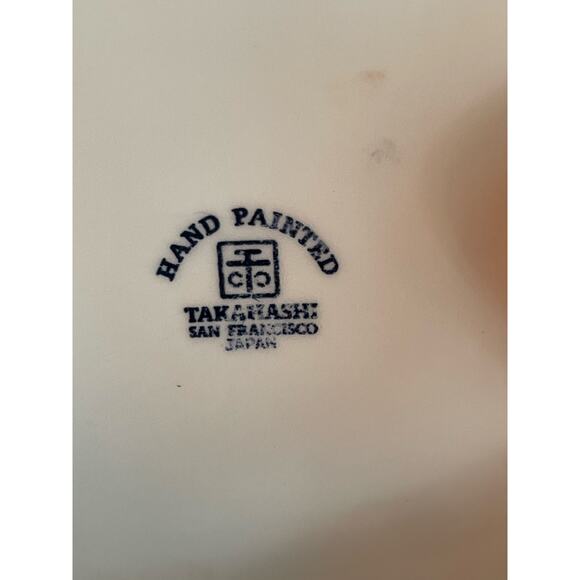 HAND PAINTED
TAKAHASHI
SAN FRANCISCO
JAPAN